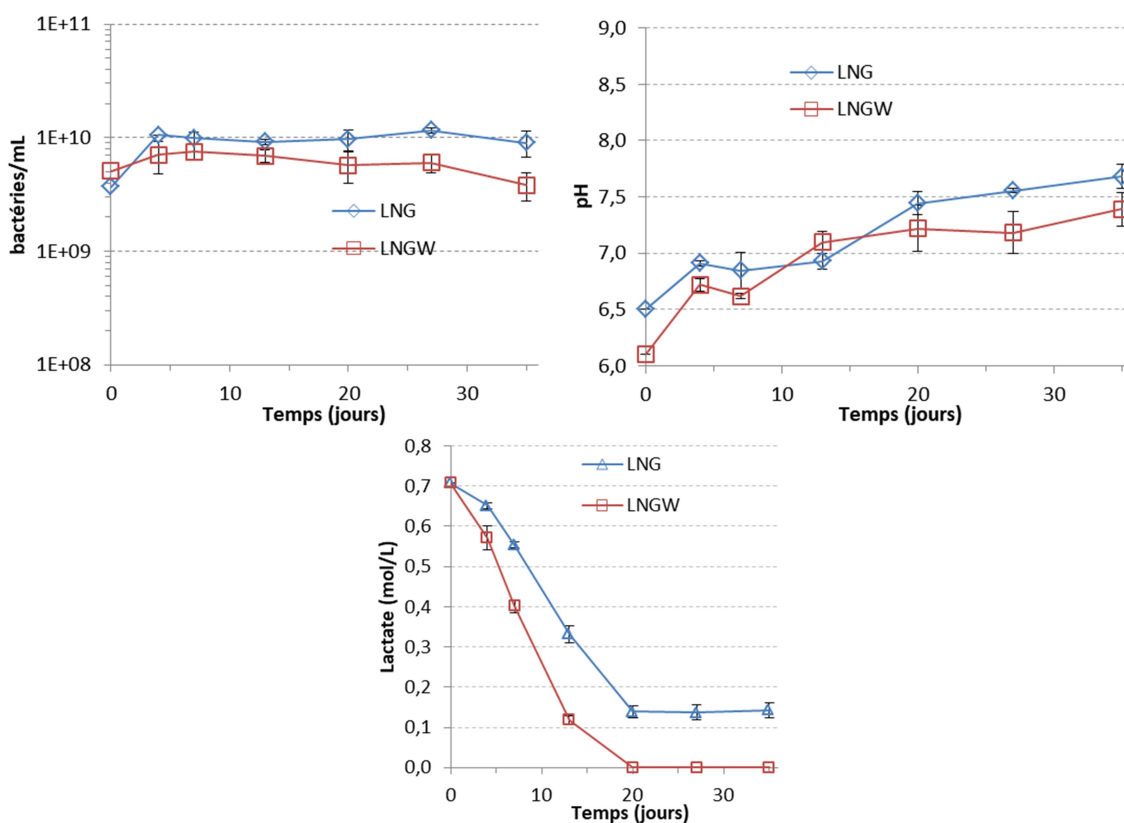 1E+11
1E+10
1E+09
1E+08
bactéries/mL
LNG
LNGW
0
10
20
30
Temps (jours)
9,0
8,5
8,0
7,5
7,0
6,5
6,0
pH
LNG
LNGW
0
10
20
30
Temps (jours)
0,8
0,7
0,6
0,5
0,4
0,3
0,2
0,1
0,0
Lactate (mol/L)
LNG
LNGW
0
10
20
30
Temps (jours)